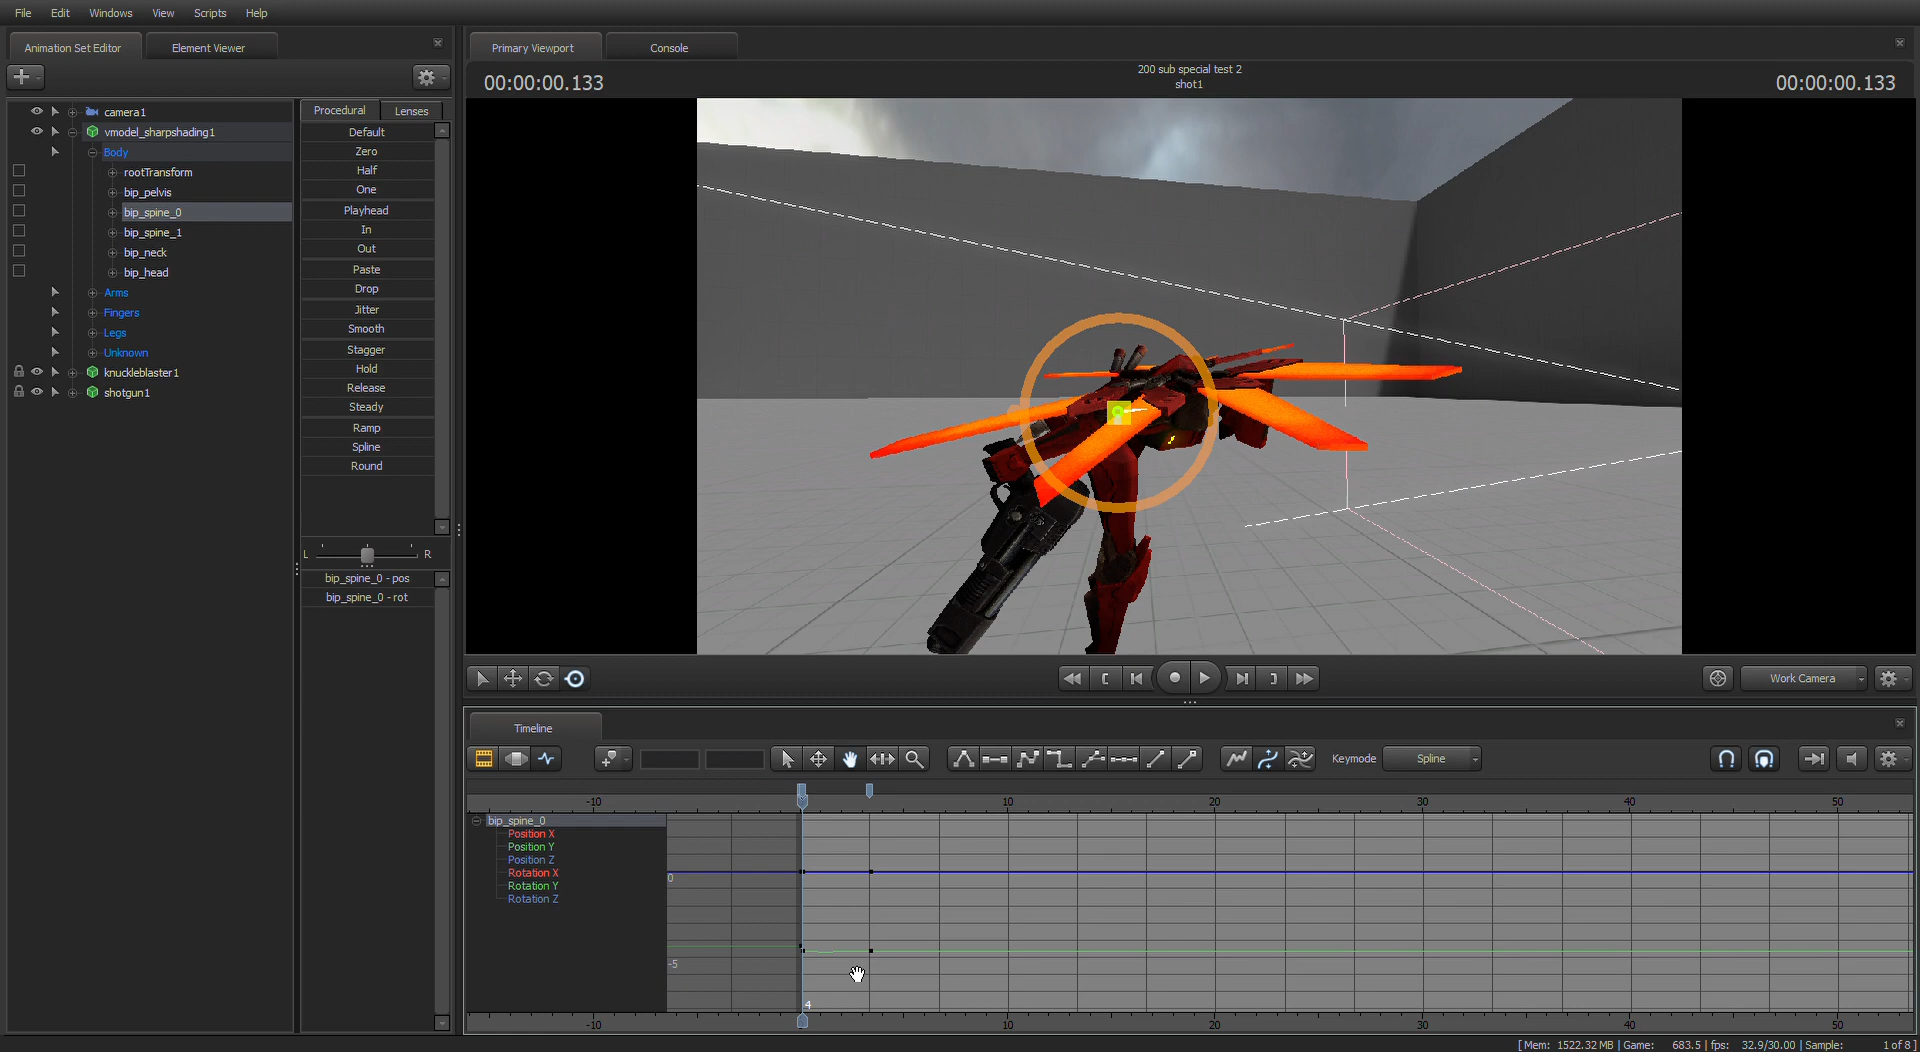 File Edit Windows View Scripts Help
Animation Set Editor Element Viewer
Primary Viewport Console
00:00:00.133
200 sub special test 2
shot1
00:00:00.133
camera1
vmodel_sharpshading1
Body
rootTransform
bip_pelvis
bip_spine_0
bip_spine_1
bip_neck
bip_head
Arms
Fingers
Legs
Unknown
knuckleblaster1
shotgun1
Procedural Lenses
Default
Zero
Half
One
Playhead
In
Out
Paste
Drop
Jitter
Smooth
Stagger
Hold
Release
Steady
Ramp
Spline
Round
L R
bip_spine_0 - pos
bip_spine_0 - rot
Work Camera
Timeline
Keymode Spline
-10 10 20 30 40 50
bip_spine_0
Position X
Position Y
Position Z
Rotation X
Rotation Y
Rotation Z
0
-5
4
-10 10 20 30 40 50
[ Mem: 1522.32 MB | Game: 683.5 | fps: 32.9/30.00 | Sample: 1 of 8 ]